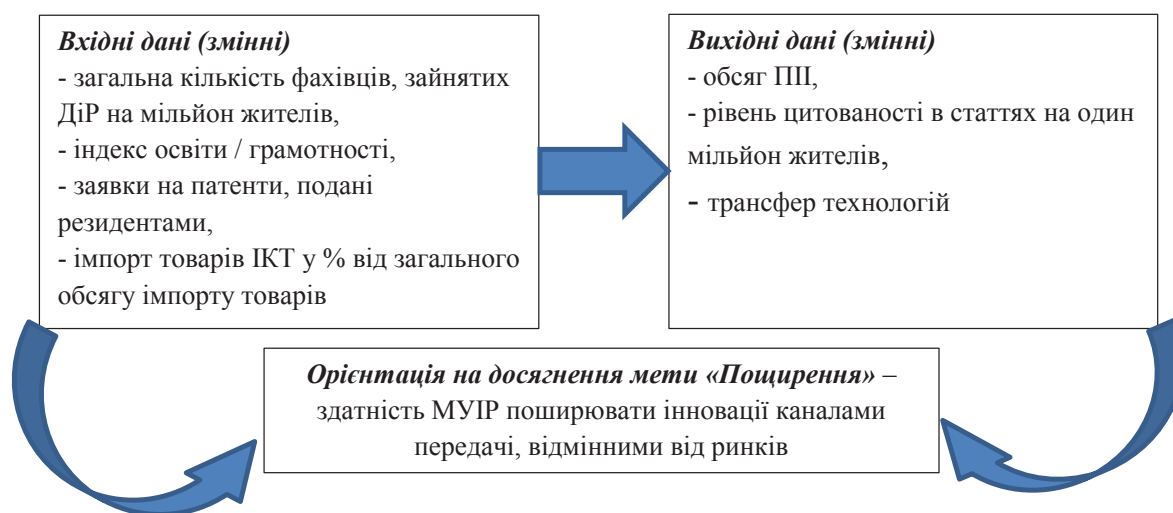 Вхідні дані (змінні)
- загальна кількість фахівців, зайнятих
ДіР на мільйон жителів,
- індекс освіти / грамотності,
- заявки на патенти, подані
резидентами,
- імпорт товарів ІКТ у % від загального
обсягу імпорту товарів
Вихідні дані (змінні)
- обсяг ПІІ,
- рівень цитованості в статтях на один
мільйон жителів,
- трансфер технологій
Орієнтація на досягнення мети «Пощирення» –
здатність МУІР поширювати інновації каналами
передачі, відмінними від ринків